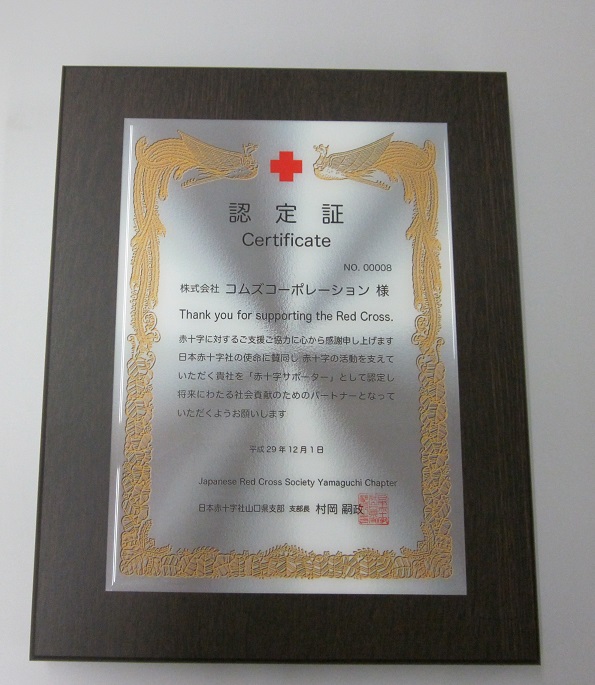 認定証
Certificate
NO. 00008
株式会社 コムズコーポレーション 様
Thank you for supporting the Red Cross.
赤十字に対するご支援ご協力に心から感謝申し上げます
日本赤十字社の使命に賛同し 赤十字の活動を支えて
いただく貴社を「赤十字サポーター」として認定し
将来にわたる社会貢献のためのパートナーとなって
いただくようお願いします
平成29年12月1日
Japanese Red Cross Society Yamaguchi Chapter
日本赤十字社山口県支部 支部長 村岡 嗣政